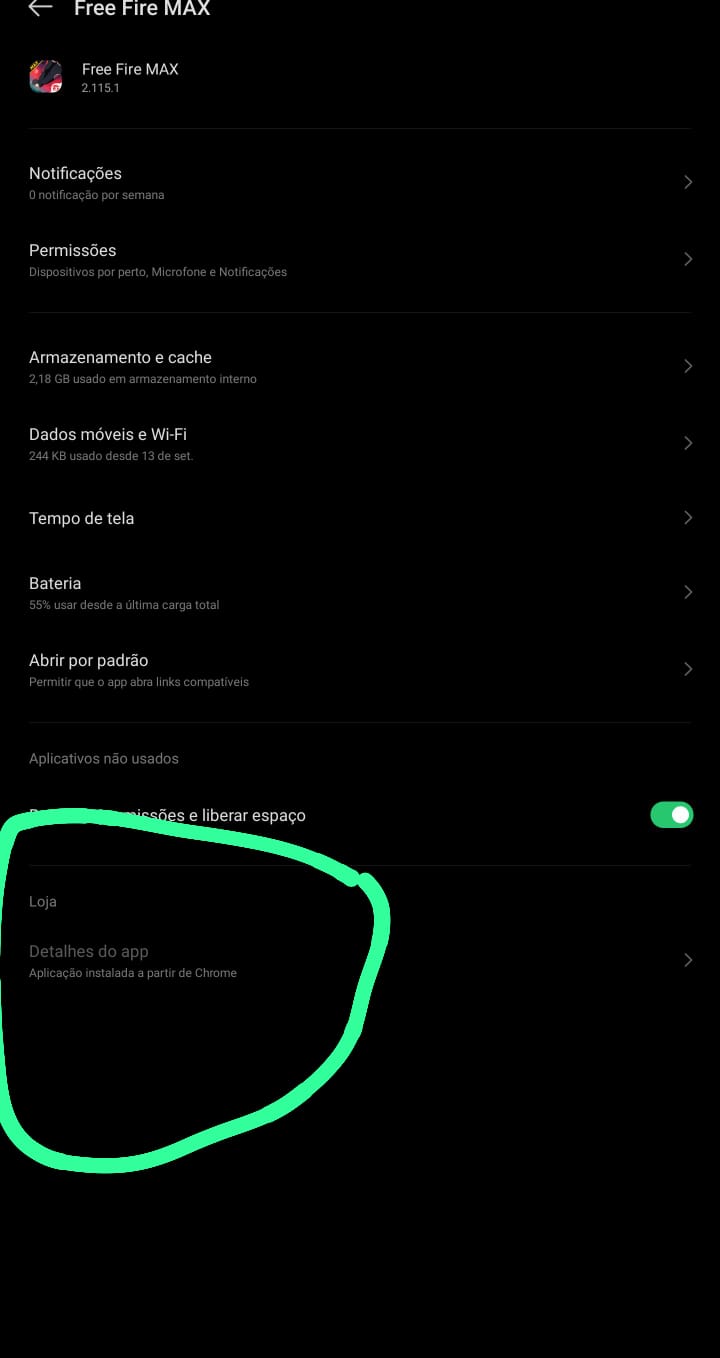 Free Fire MAX
Free Fire MAX
2.115.1
Notificações
0 notificação por semana
Permissões
Dispositivos por perto, Microfone e Notificações
Armazenamento e cache
2,18 GB usado em armazenamento interno
Dados móveis e Wi-Fi
244 KB usado desde 13 de set.
Tempo de tela
Bateria
55% usar desde a última carga total
Abrir por padrão
Permitir que o app abra links compatíveis
Aplicativos não usados
e liberar espaço
Loja
Detalhes do app
Aplicação instalada a partir de Chrome